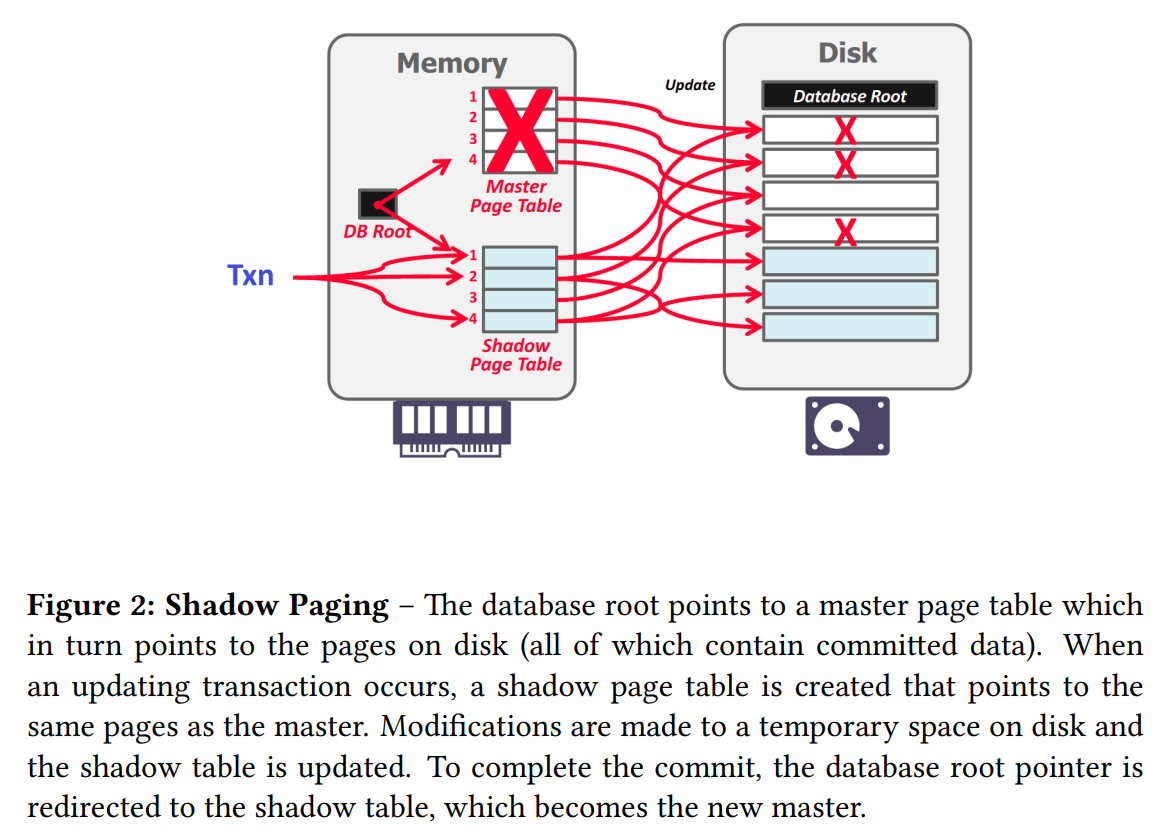 Memory
Disk
Update
Database Root
1
2
3
4
Master
Page Table
DB Root
Txn
1
2
3
4
Shadow
Page Table
X
X
X
X
Figure 2: Shadow Paging – The database root points to a master page table which
in turn points to the pages on disk (all of which contain committed data). When
an updating transaction occurs, a shadow page table is created that points to the
same pages as the master. Modifications are made to a temporary space on disk and
the shadow table is updated. To complete the commit, the database root pointer is
redirected to the shadow table, which becomes the new master.